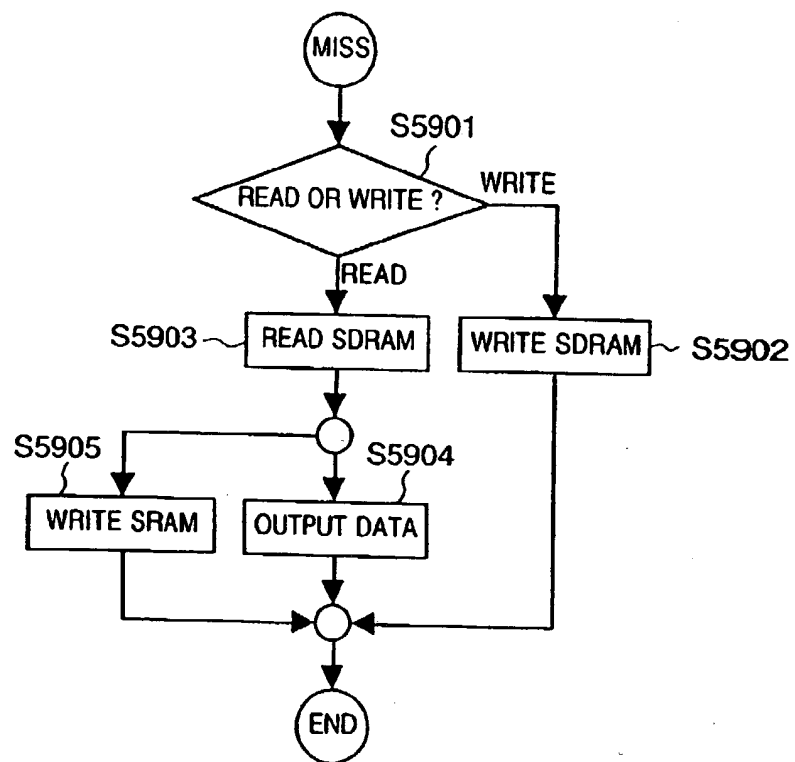 MISS
S5901
READ OR WRITE ?
WRITE
READ
S5903
READ SDRAM
WRITE SDRAM
S5902
S5905
S5904
WRITE SRAM
OUTPUT DATA
END